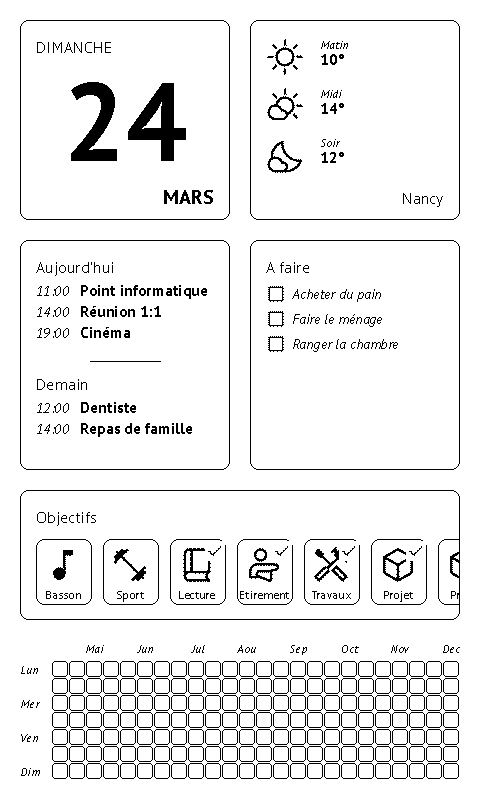 DIMANCHE
24
MARS
Matin
10°
Midi
14°
Soir
12°
Nancy
Aujourd'hui
11:00 Point informatique
14:00 Réunion 1:1
19:00 Cinéma
Demain
12:00 Dentiste
14:00 Repas de famille
A faire
Acheter du pain
Faire le ménage
Ranger la chambre
Objectifs
Basson Sport Lecture Etirement Travaux Projet Pr
Mai Jun Jul Aou Sep Oct Nov Dec
Lun
Mer
Ven
Dim